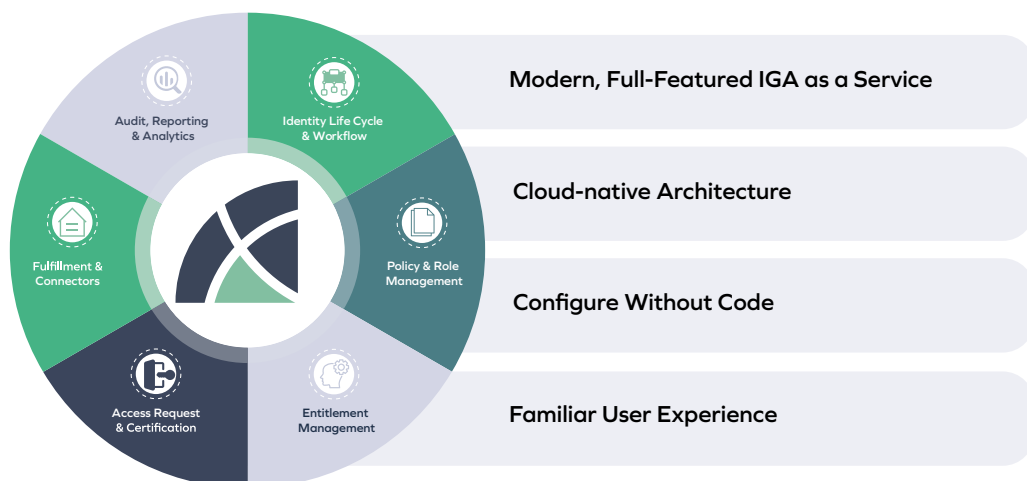 Audit, Reporting
& Analytics
Identity Life Cycle
& Workflow
Fulfillment &
Connectors
Policy & Role
Management
Access Request
& Certification
Entitlement
Management
Modern, Full-Featured IGA as a Service
Cloud-native Architecture
Configure Without Code
Familiar User Experience